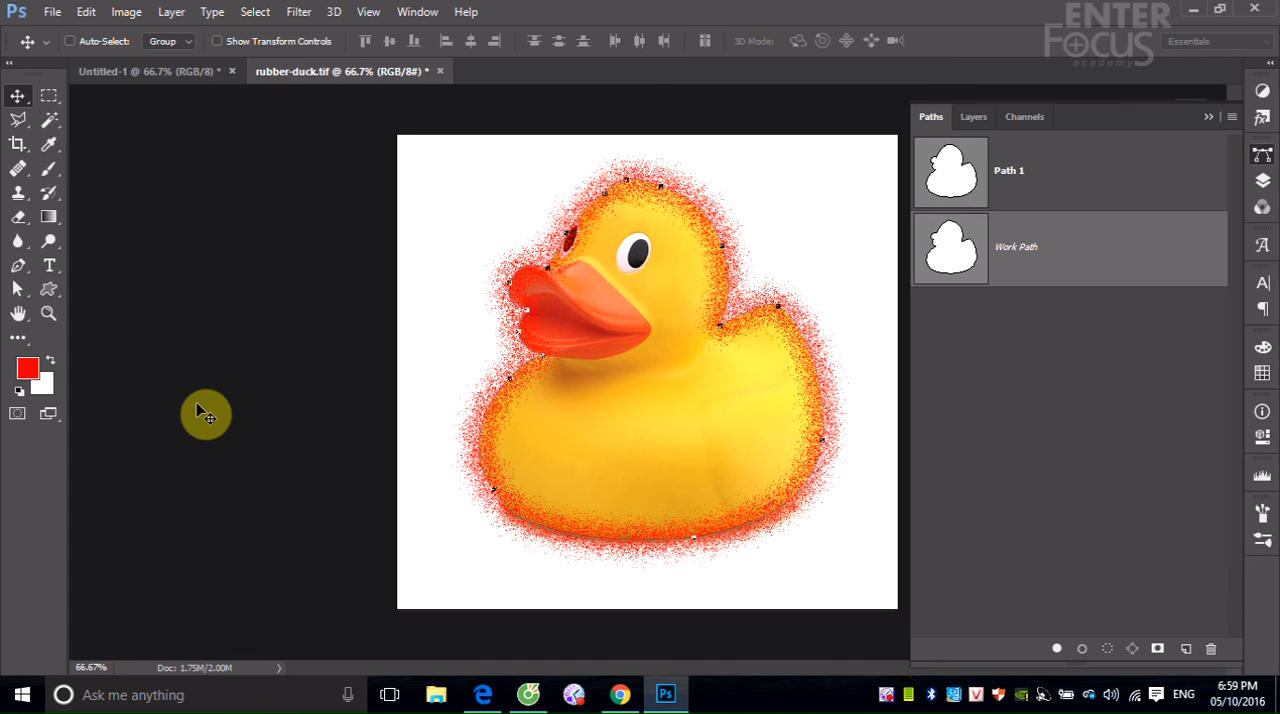 Ps File Edit Image Layer Type Select Filter 3D View Window Help
ENTER
FOCUS
academy
Auto-Select: Group Show Transform Controls 3D Mode: Essentials
Untitled-1 @ 66.7% (RGB/8) * × rubber-duck.tif @ 66.7% (RGB/8#) * ×
Paths Layers Channels
Path 1
Work Path
66.67% Doc: 1.75M/2.00M
Ask me anything
Ps
ENG
6:59 PM
05/10/2016